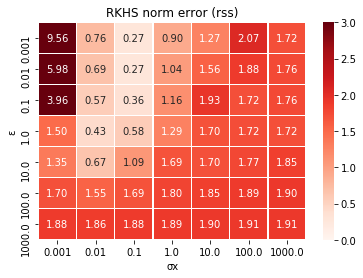 RKHS norm error (rss)
0.001 9.56 0.76 0.27 0.90 1.27 2.07 1.72
0.01 5.98 0.69 0.27 1.04 1.56 1.88 1.76
0.1 3.96 0.57 0.36 1.16 1.93 1.72 1.76
1.0 1.50 0.43 0.58 1.29 1.70 1.72 1.72
10.0 1.35 0.67 1.09 1.69 1.70 1.77 1.85
100.0 1.70 1.55 1.69 1.80 1.85 1.89 1.90
1000.0 1.88 1.86 1.88 1.89 1.90 1.91 1.91
ε
0.001 0.01 0.1 1.0 10.0 100.0 1000.0
σx
3.0
2.5
2.0
1.5
1.0
0.5
0.0